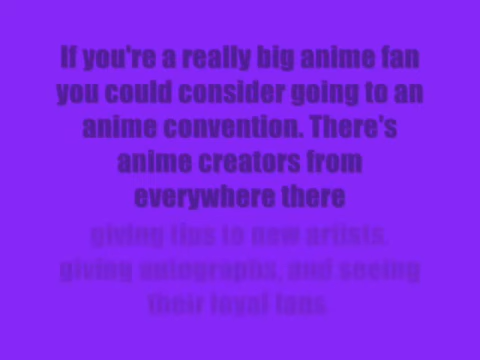 If you're a really big anime fan
you could consider going to an
anime convention. There's
anime creators from
everywhere there
giving tips to new artists,
giving autographs, and seeing
their loyal fans.